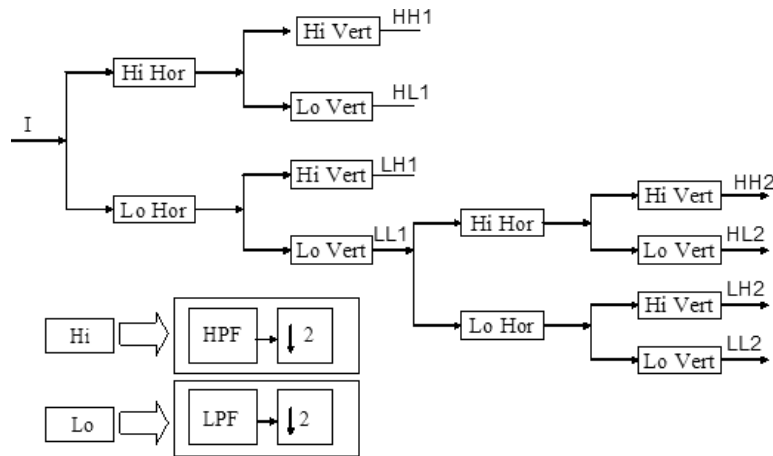 I
Hi Hor
Lo Hor
Hi Vert
HH1
Lo Vert
HL1
Hi Vert
LH1
Lo Vert
LL1
Hi Hor
Lo Hor
Hi Vert
HH2
Lo Vert
HL2
Hi Vert
LH2
Lo Vert
LL2
Hi
HPF
2
Lo
LPF
2